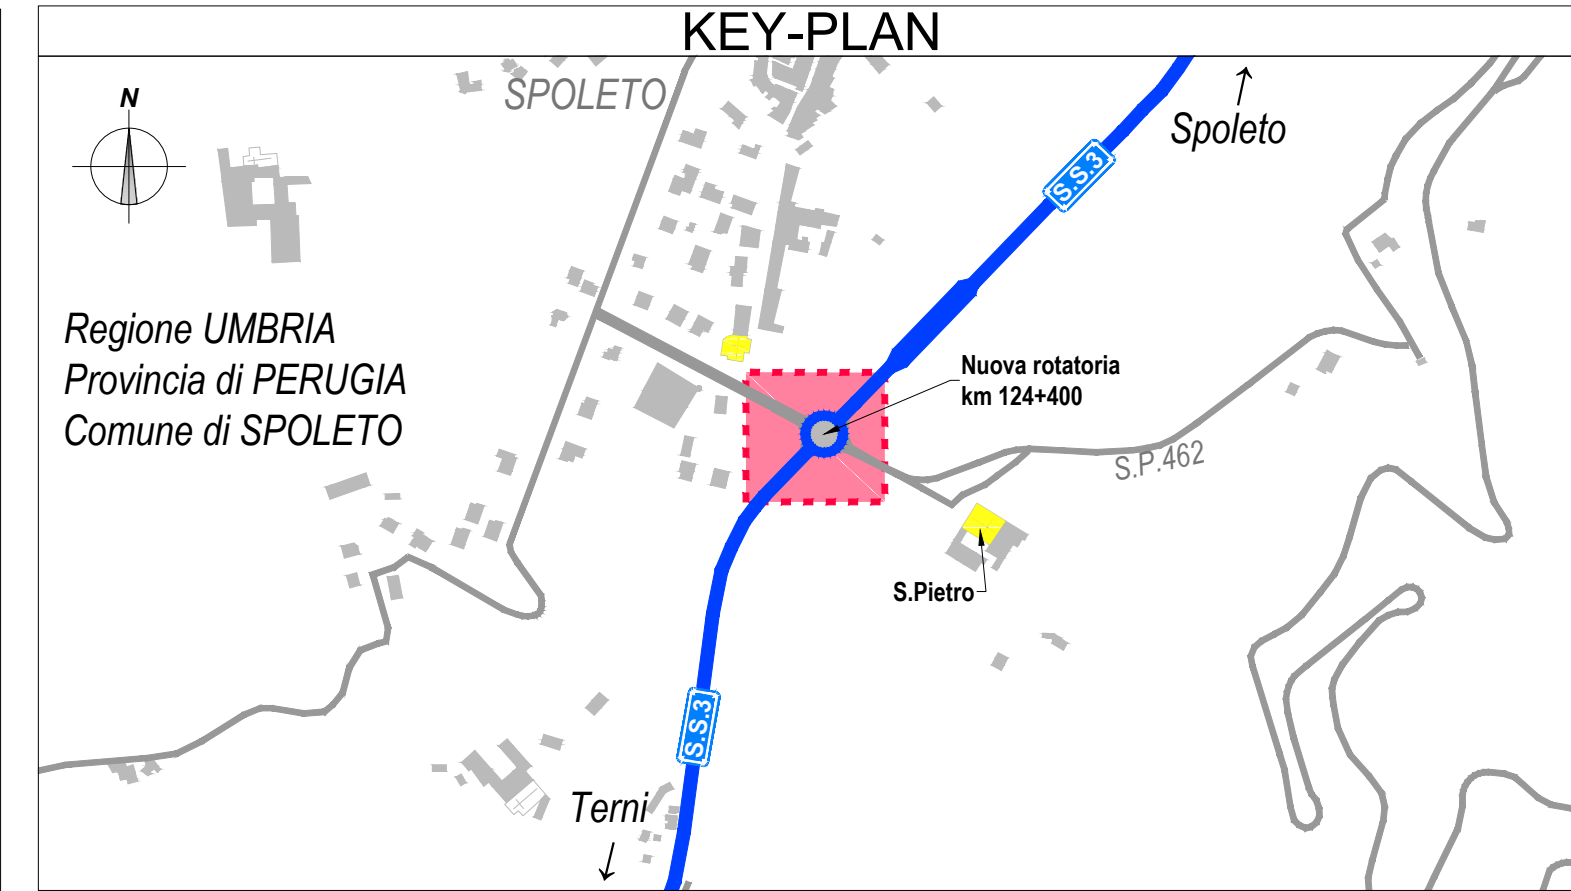 KEY-PLAN
SPOLETO
N
Spoleto
S.S.3
Regione UMBRIA
Provincia di PERUGIA
Comune di SPOLETO
Nuova rotatoria
km 124+400
S.P.462
S.Pietro
S.S.3
Terni